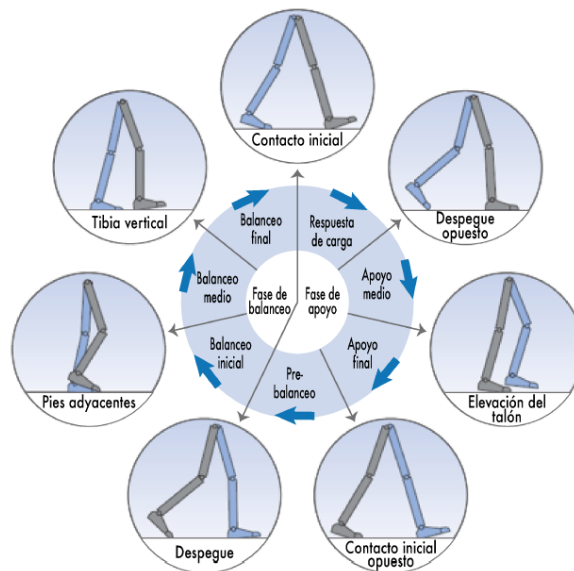 Contacto inicial
Tibia vertical
Despegue
opuesto
Balanceo
final
Respuesta
de carga
Balanceo
medio
Fase de
balanceo
Fase de
apoyo
Apoyo
medio
Balanceo
inicial
Pre-
balanceo
Apoyo
final
Pies adyacentes
Elevación del
talón
Despegue
Contacto inicial
opuesto